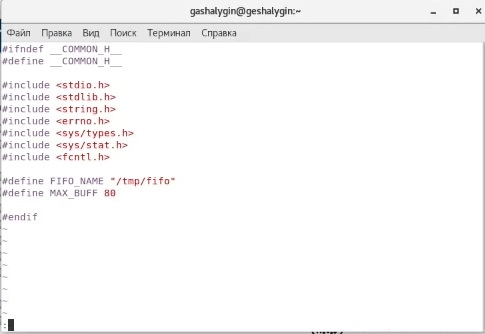 gashalygin@geshalygin:~
Файл Правка Вид Поиск Терминал Справка
#ifndef __COMMON_H__
#define __COMMON_H__

#include <stdio.h>
#include <stdlib.h>
#include <string.h>
#include <errno.h>
#include <sys/types.h>
#include <sys/stat.h>
#include <fcntl.h>

#define FIFO_NAME "/tmp/fifo"
#define MAX_BUFF 80

#endif
~
~
~
~
~
~
~
~
: